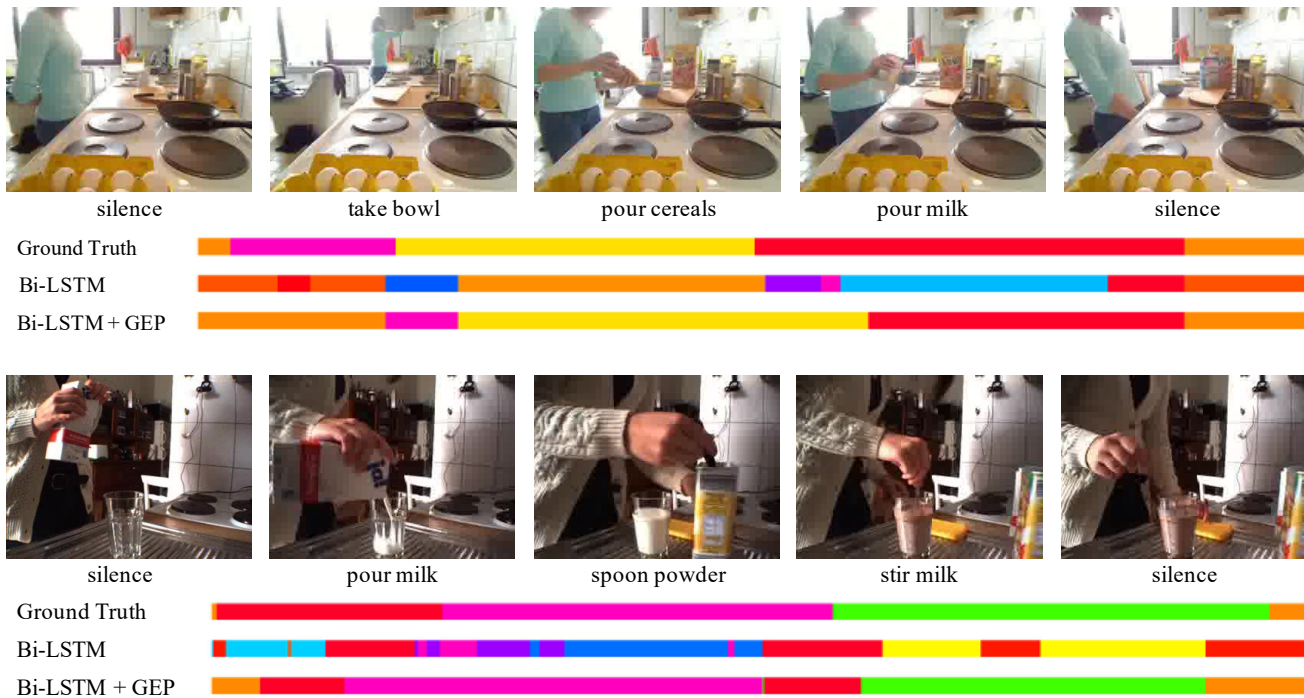 silence take bowl pour cereals pour milk silence
Ground Truth
Bi-LSTM
Bi-LSTM + GEP
silence pour milk spoon powder stir milk silence
Ground Truth
Bi-LSTM
Bi-LSTM + GEP